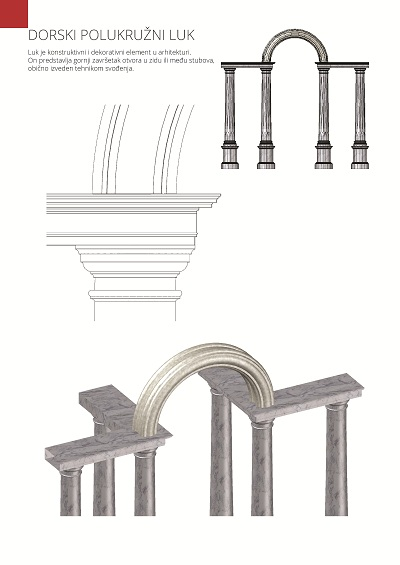 DORSKI POLUKRUŽNI LUK
Luk je konstruktivni i dekorativni element u arhitekturi.
On predstavlja gornji završetak otvora u zidu ili među stubova,
obično izveden tehnikom svođenja.